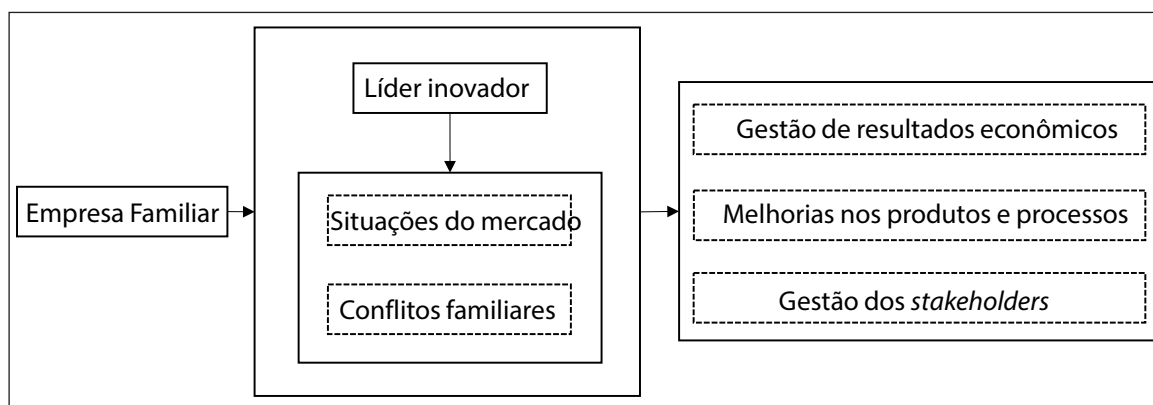 Empresa Familiar
Líder inovador
Situações do mercado
Conflitos familiares
Gestão de resultados econômicos
Melhorias nos produtos e processos
Gestão dos stakeholders